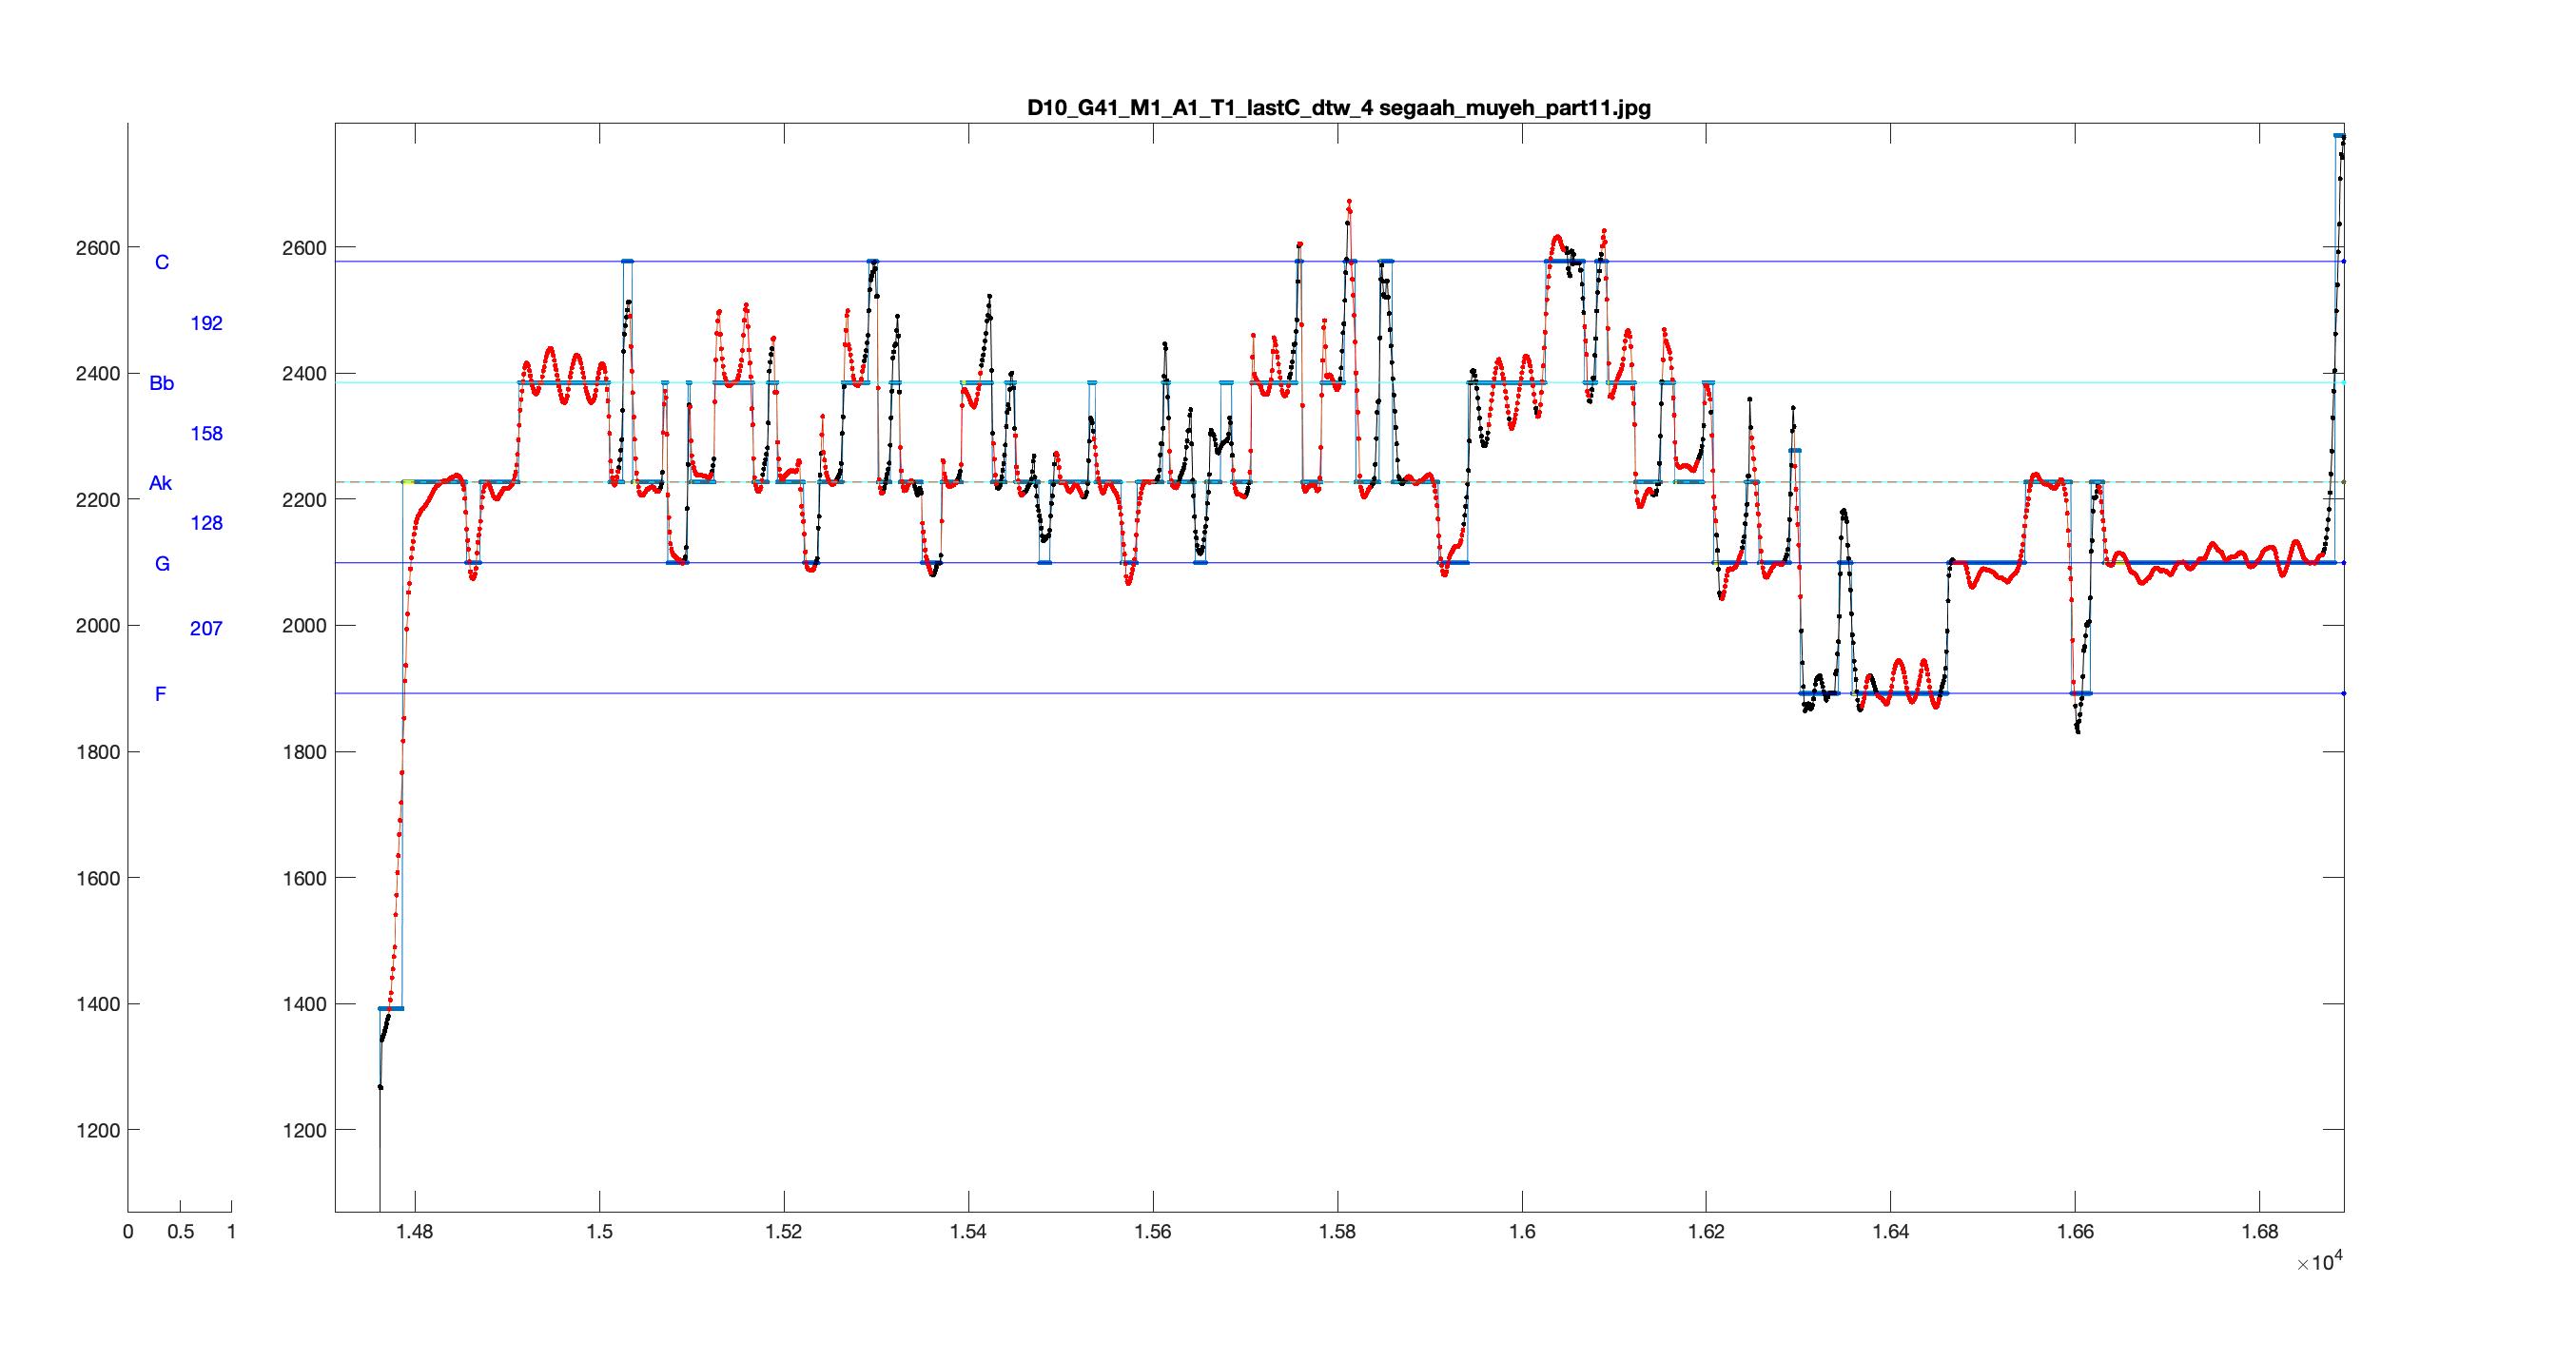 D10_G41_M1_A1_T1_lastC_dtw_4 segaah_muyeh_part11.jpg
2600 2600
C
192
2400 Bb 2400
158
2200 Ak 2200
128
G
2000 207 2000
F
1800 1800
1600 1600
1400 1400
1200 1200
0 0.5 1 1.48 1.5 1.52 1.54 1.56 1.58 1.6 1.62 1.64 1.66 1.68
×10⁴